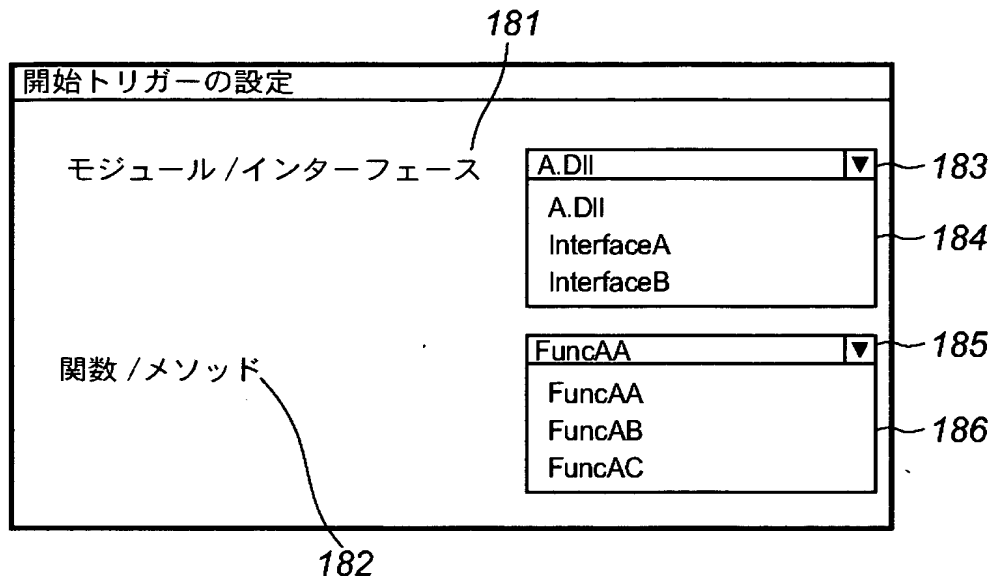 181
開始トリガーの設定
モジュール/インターフェース
A.Dll
183
A.Dll
InterfaceA
InterfaceB
184
関数/メソッド
FuncAA
185
FuncAA
FuncAB
FuncAC
186
182